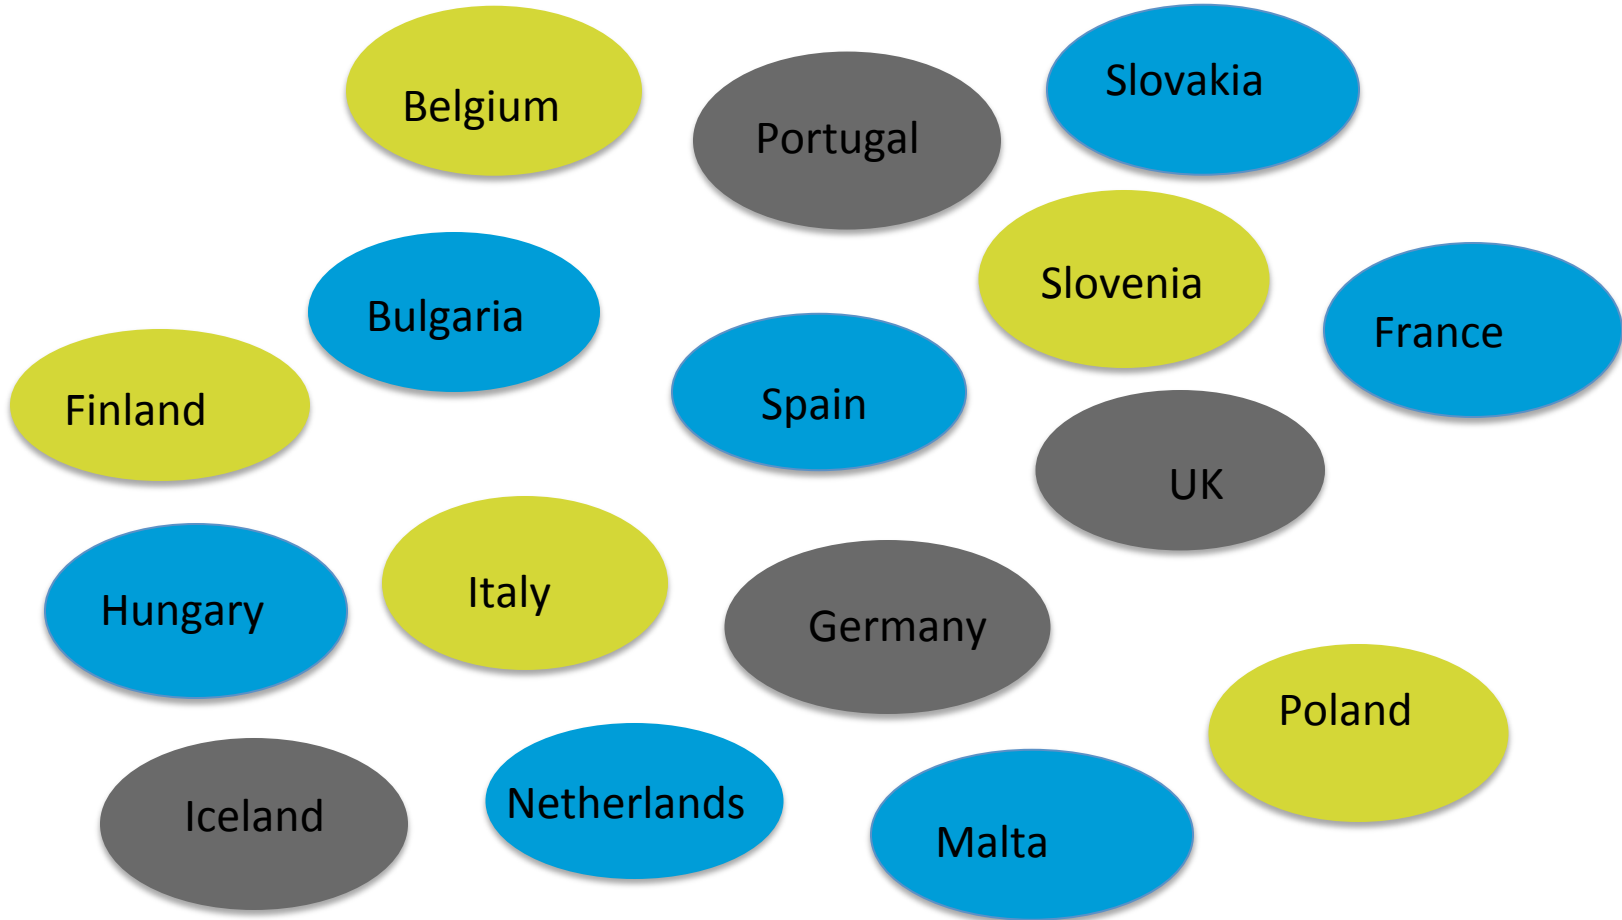 Slovakia
Belgium
Portugal
Slovenia
Bulgaria
France
Spain
Finland
UK
Italy
Hungary
Germany
Poland
Netherlands
Iceland
Malta